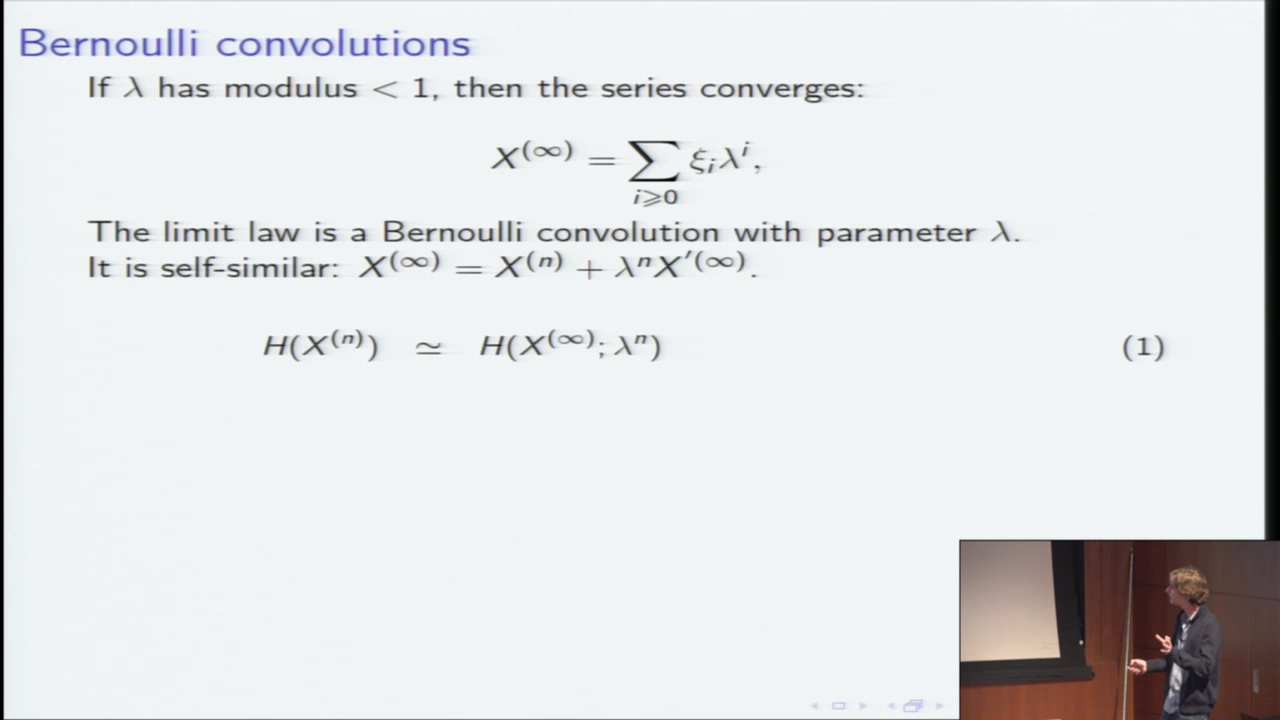 Bernoulli convolutions
If λ has modulus < 1, then the series converges:
X^(∞) = ∑_{i⩾0} ξ_i λ^i,
The limit law is a Bernoulli convolution with parameter λ.
It is self-similar: X^(∞) = X^(n) + λ^n X′^(∞).
H(X^(n)) ≃ H(X^(∞); λ^n) (1)